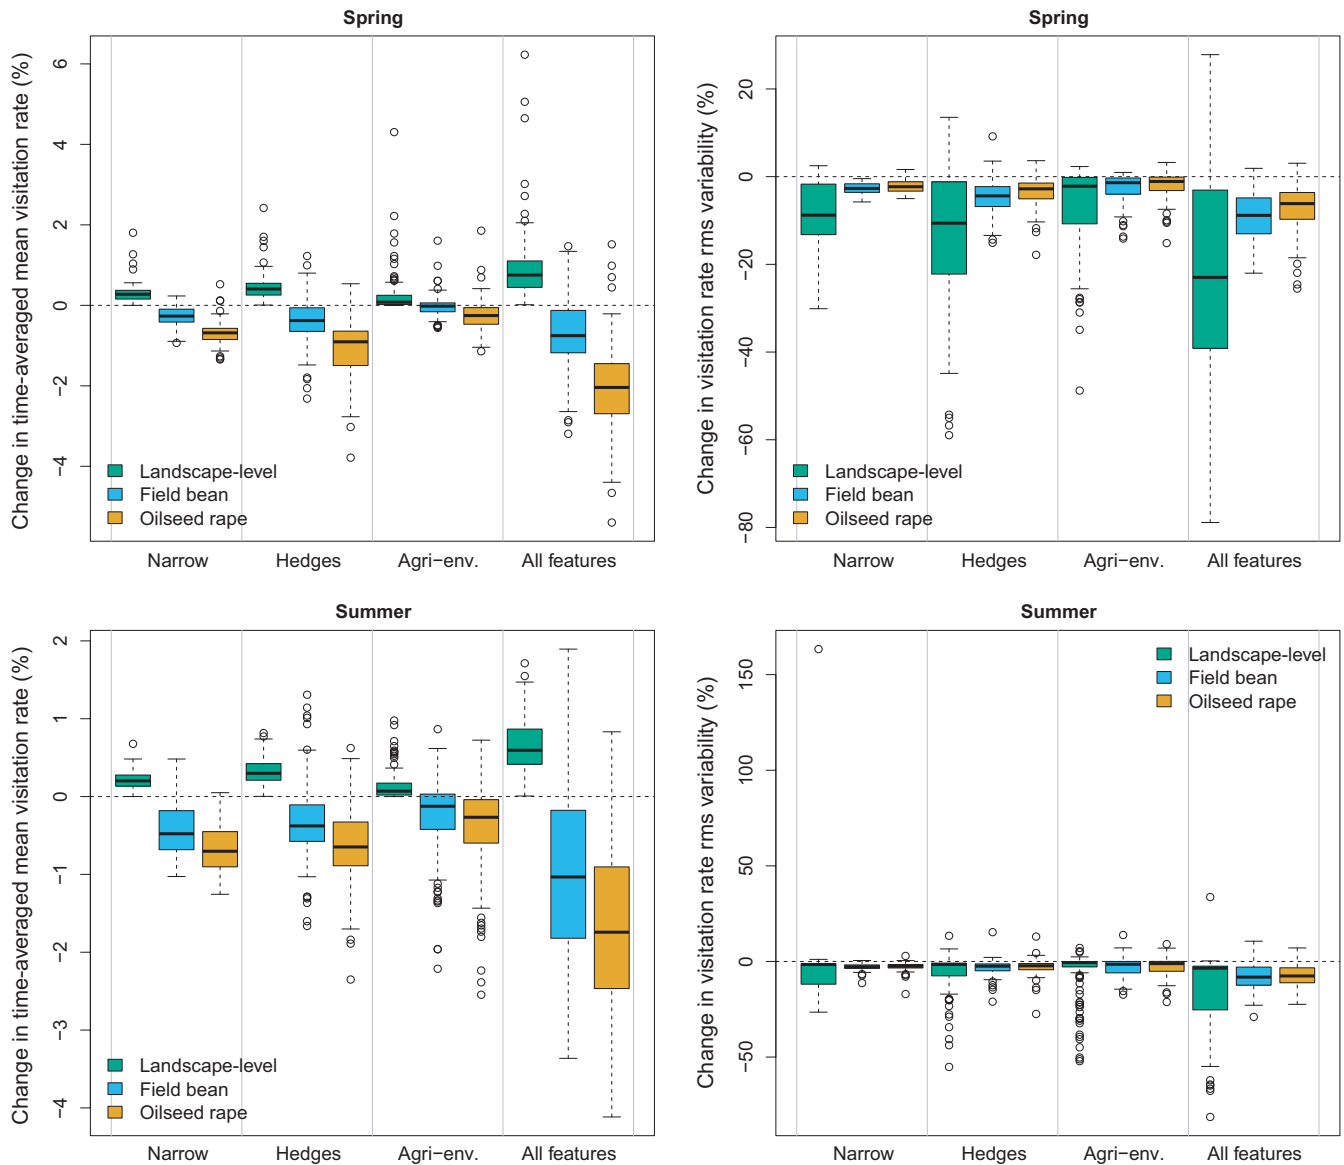 Spring
Change in time-averaged mean visitation rate (%)
6
4
2
0
−2
−4
Landscape-level
Field bean
Oilseed rape
Narrow Hedges Agri−env. All features
Spring
Change in visitation rate rms variability (%)
20
0
−20
−40
−60
−80
Landscape-level
Field bean
Oilseed rape
Narrow Hedges Agri−env. All features
Summer
Change in time-averaged mean visitation rate (%)
2
1
0
−1
−2
−3
−4
Landscape-level
Field bean
Oilseed rape
Narrow Hedges Agri−env. All features
Summer
Change in visitation rate rms variability (%)
150
100
50
0
−50
Landscape-level
Field bean
Oilseed rape
Narrow Hedges Agri−env. All features